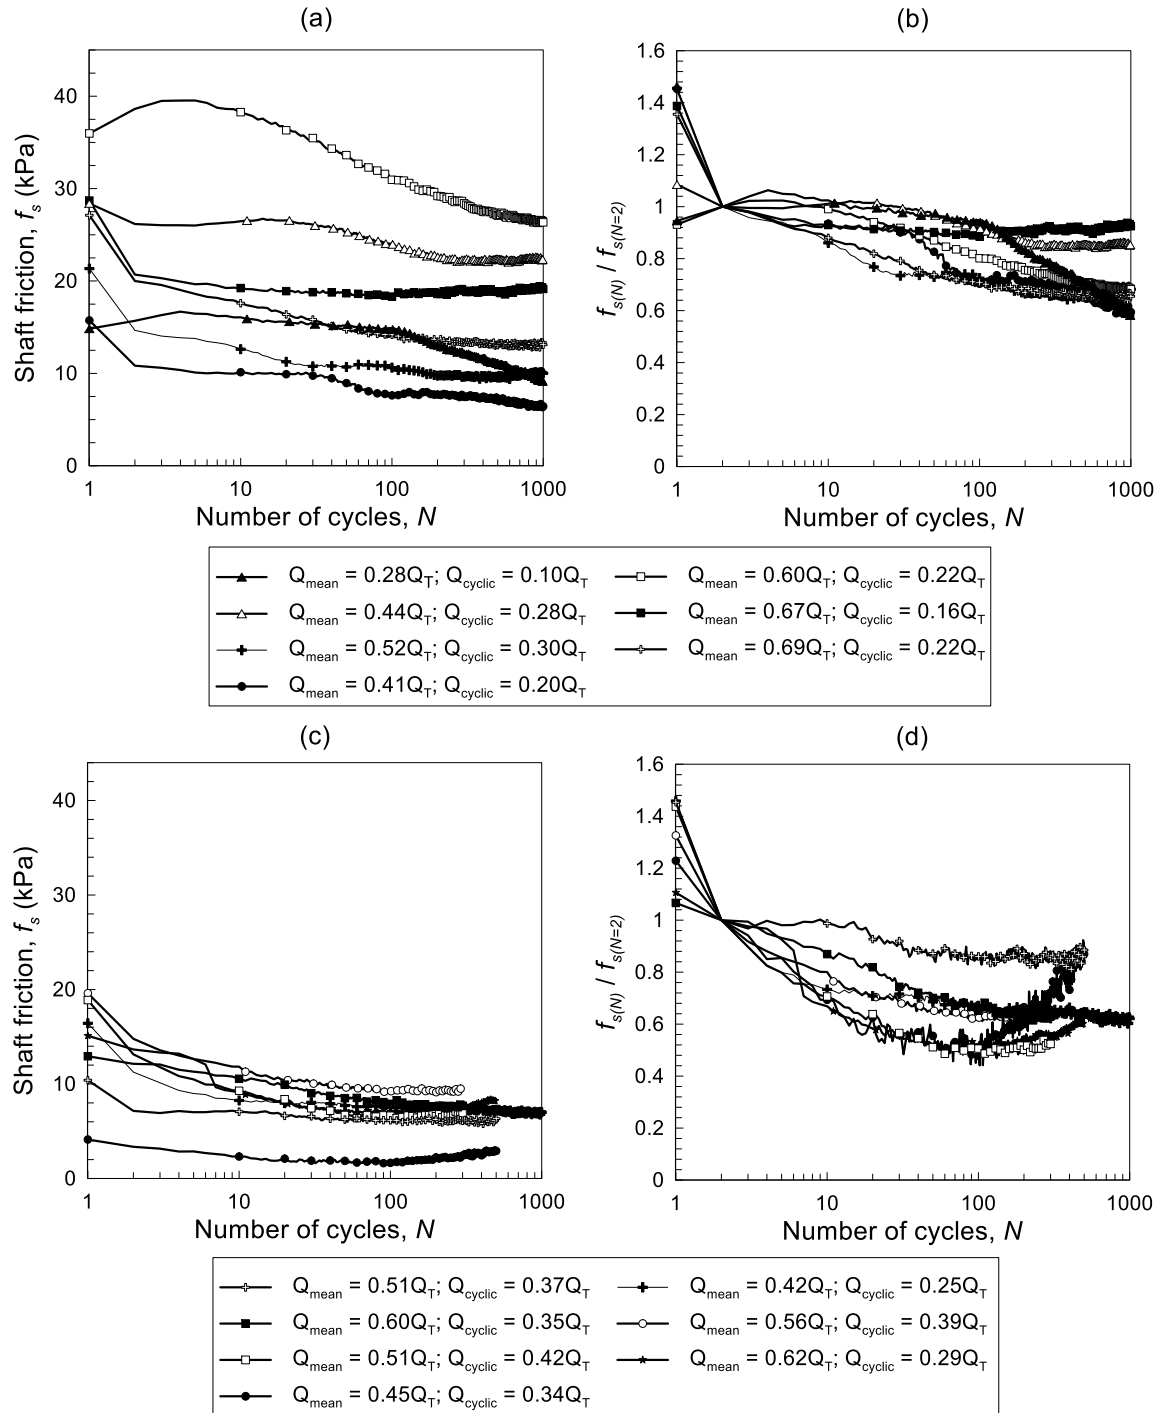 (a)
(b)
Shaft friction, fs (kPa)
40
30
20
10
0
1
10
100
1000
Number of cycles, N
fs(N) / fs(N=2)
1.6
1.4
1.2
1
0.8
0.6
0.4
0.2
0
1
10
100
1000
Number of cycles, N
Qmean = 0.28QT; Qcyclic = 0.10QT
Qmean = 0.60QT; Qcyclic = 0.22QT
Qmean = 0.44QT; Qcyclic = 0.28QT
Qmean = 0.67QT; Qcyclic = 0.16QT
Qmean = 0.52QT; Qcyclic = 0.30QT
Qmean = 0.69QT; Qcyclic = 0.22QT
Qmean = 0.41QT; Qcyclic = 0.20QT
(c)
(d)
Shaft friction, fs (kPa)
40
30
20
10
0
1
10
100
1000
Number of cycles, N
fs(N) / fs(N=2)
1.6
1.4
1.2
1
0.8
0.6
0.4
0.2
0
1
10
100
1000
Number of cycles, N
Qmean = 0.51QT; Qcyclic = 0.37QT
Qmean = 0.42QT; Qcyclic = 0.25QT
Qmean = 0.60QT; Qcyclic = 0.35QT
Qmean = 0.56QT; Qcyclic = 0.39QT
Qmean = 0.51QT; Qcyclic = 0.42QT
Qmean = 0.62QT; Qcyclic = 0.29QT
Qmean = 0.45QT; Qcyclic = 0.34QT